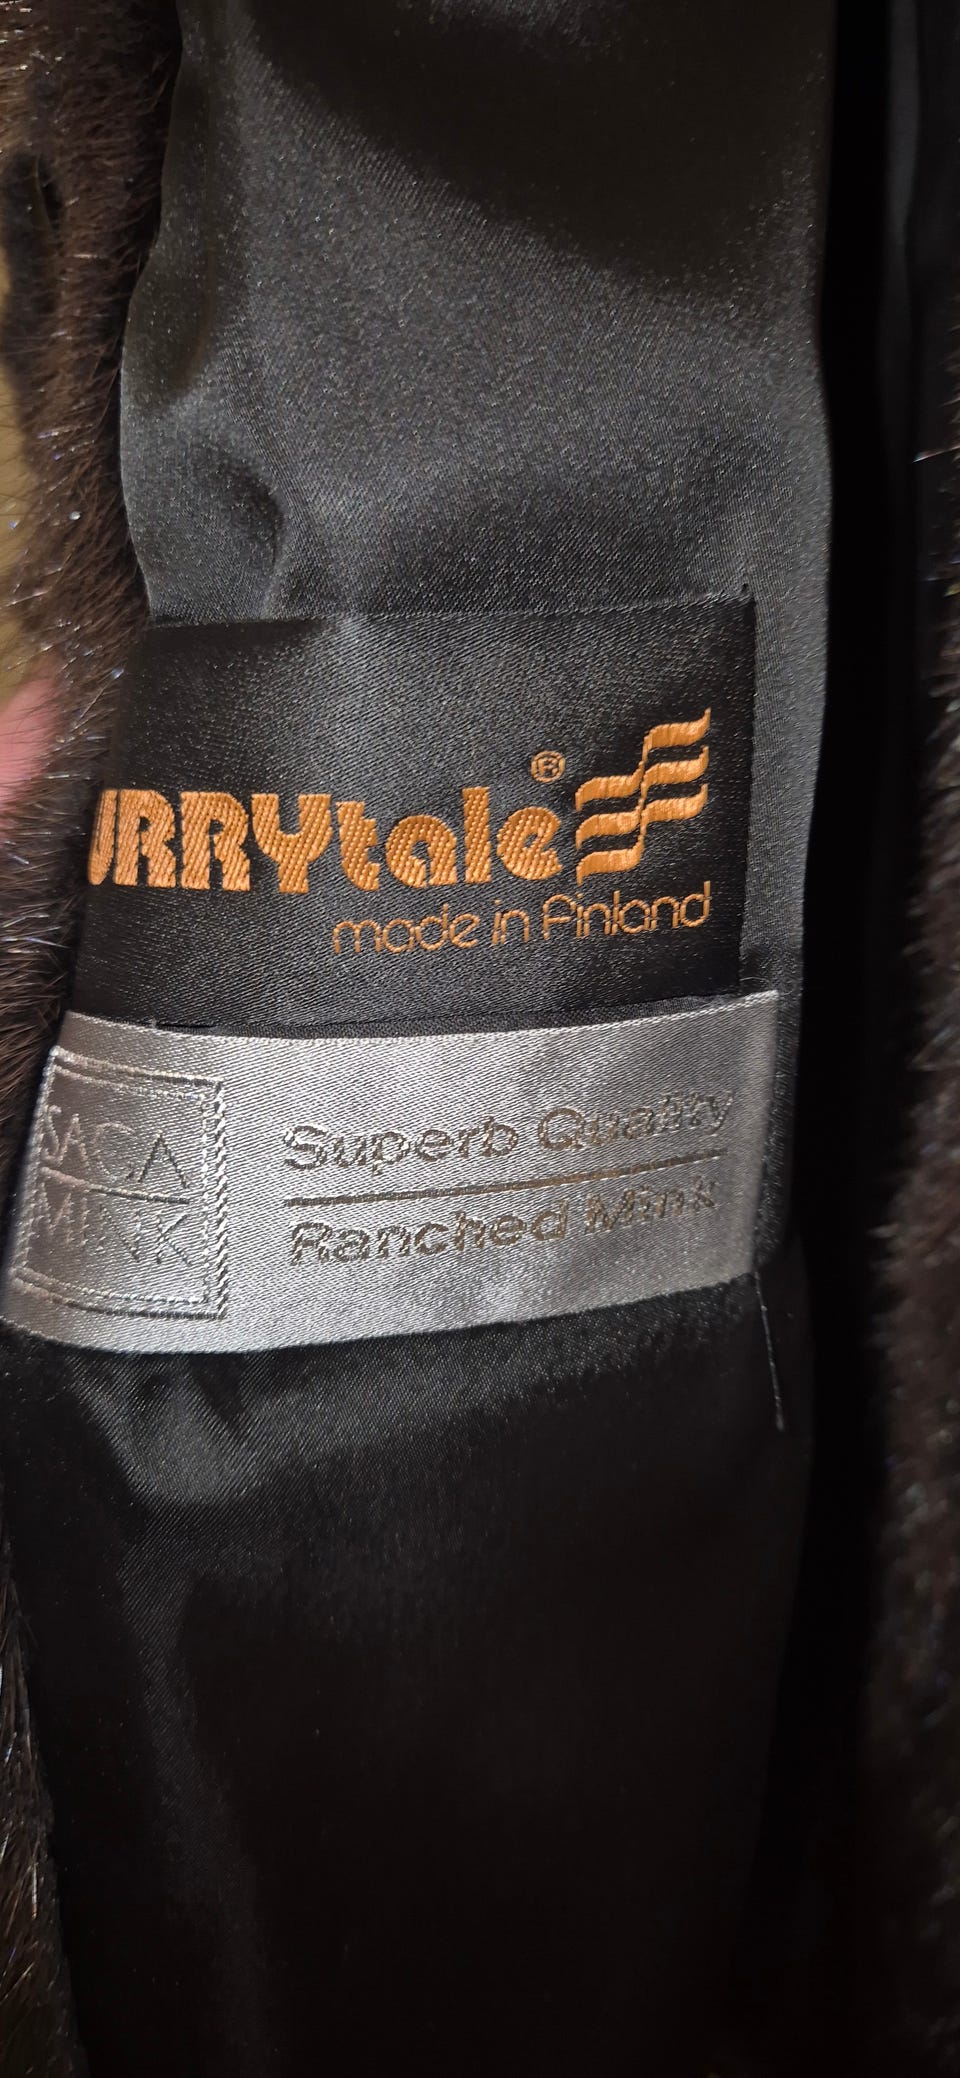 URRYtale®
made in Finland
SAGA
MINK
Superb Quality
Ranched Mink